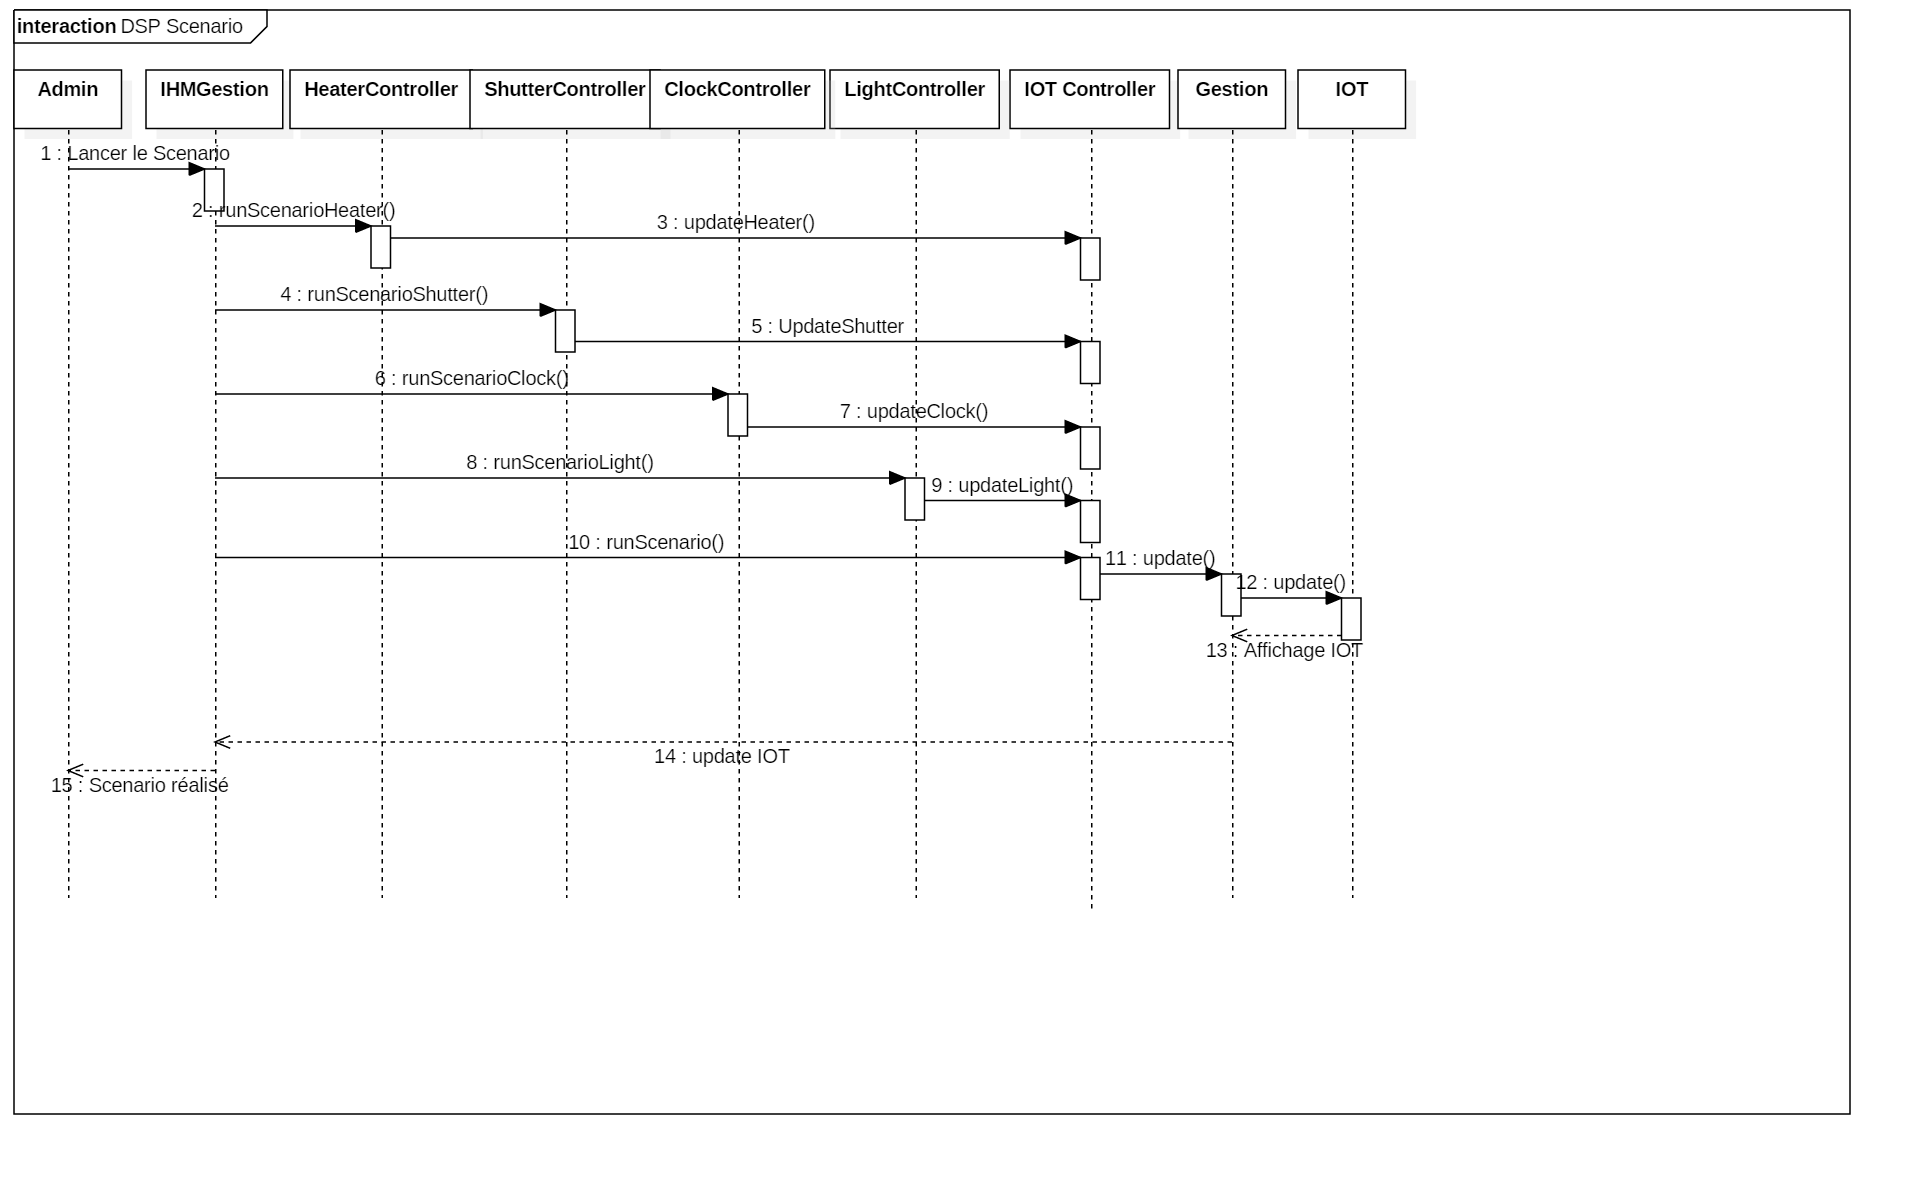 interaction DSP Scenario
Admin
IHMGestion
HeaterController
ShutterController
ClockController
LightController
IOT Controller
Gestion
IOT
1 : Lancer le Scenario
2 : runScenarioHeater()
3 : updateHeater()
4 : runScenarioShutter()
5 : UpdateShutter
6 : runScenarioClock()
7 : updateClock()
8 : runScenarioLight()
9 : updateLight()
10 : runScenario()
11 : update()
12 : update()
13 : Affichage IOT
14 : update IOT
15 : Scenario réalisé